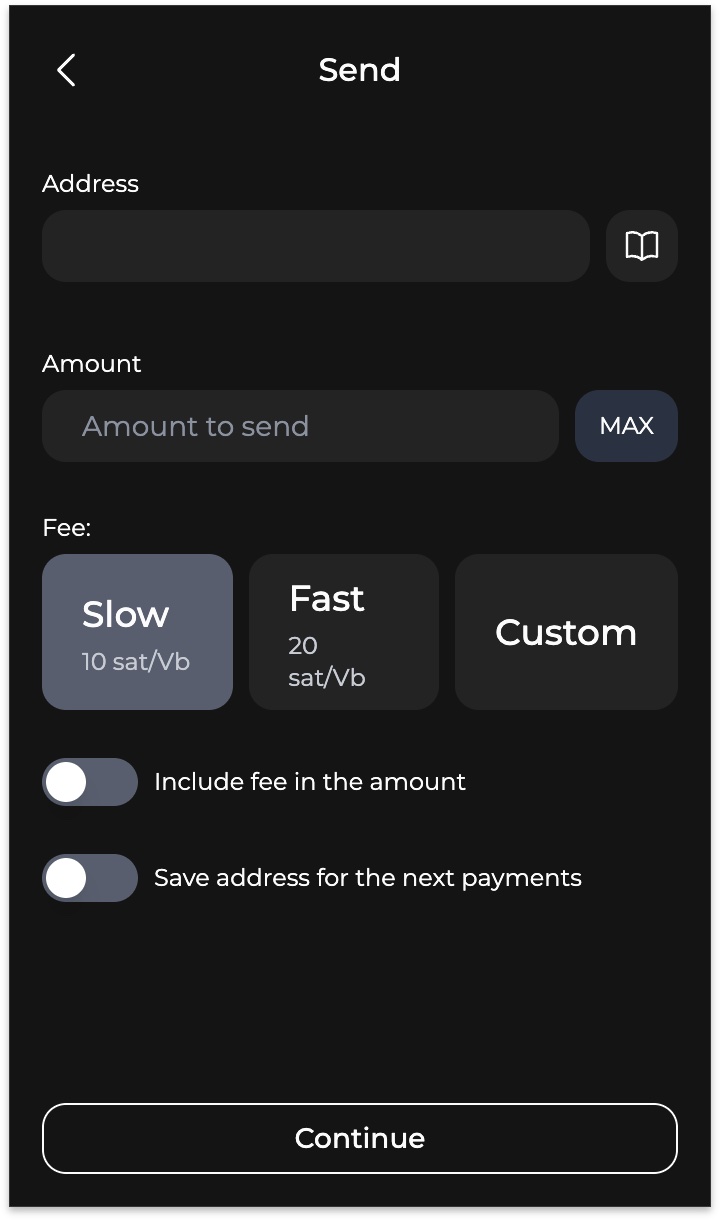 Send
Address
Amount
Amount to send
MAX
Fee:
Slow
10 sat/Vb
Fast
20
sat/Vb
Custom
Include fee in the amount
Save address for the next payments
Continue